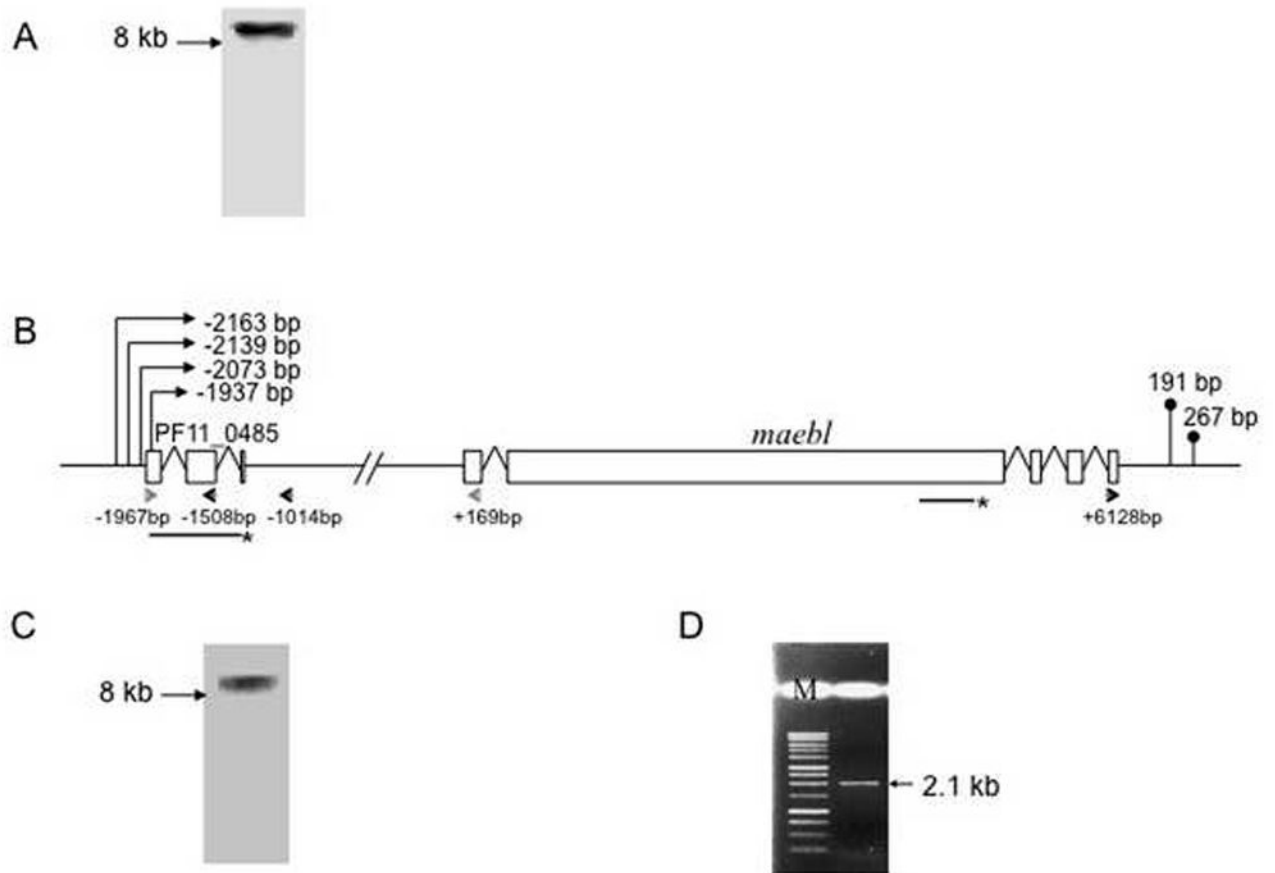 A
8 kb
B
-2163 bp
-2139 bp
-2073 bp
-1937 bp
191 bp
267 bp
PF11_0485
maebl
*
-1967bp -1508bp -1014bp +169bp +6128bp
*
C
D
8 kb
M
2.1 kb